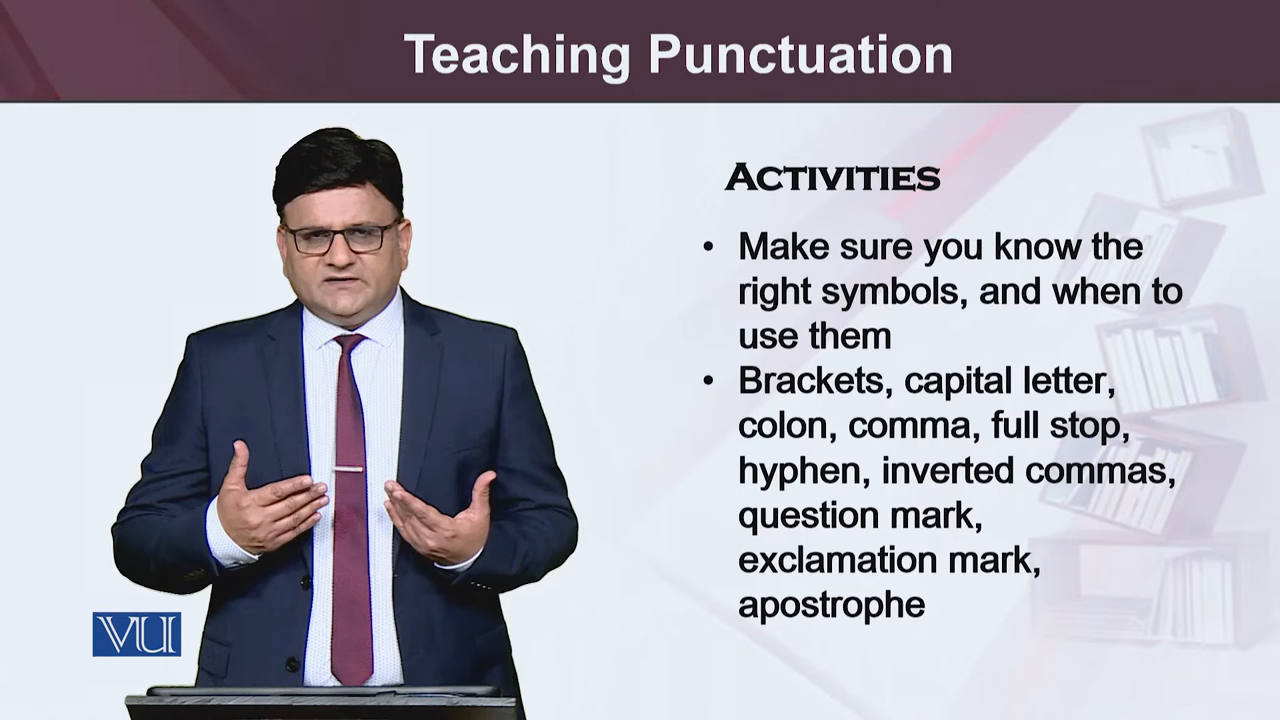 Teaching Punctuation
ACTIVITIES
• Make sure you know the
right symbols, and when to
use them
• Brackets, capital letter,
colon, comma, full stop,
hyphen, inverted commas,
question mark,
exclamation mark,
apostrophe
VU